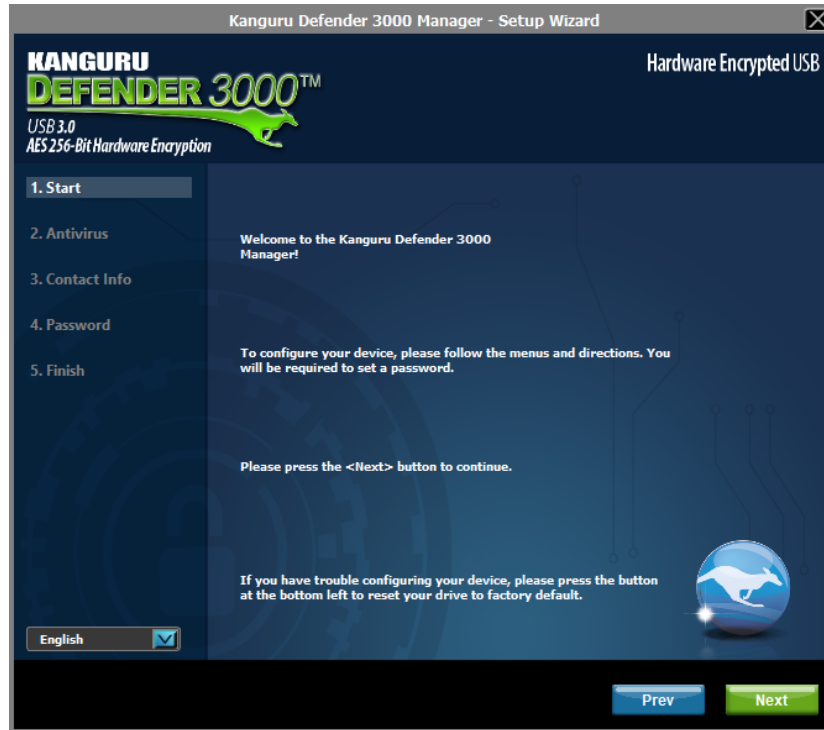 Kanguru Defender 3000 Manager - Setup Wizard
KANGURU
DEFENDER 3000™
USB 3.0
AES 256-Bit Hardware Encryption
Hardware Encrypted USB
1. Start
2. Antivirus
3. Contact Info
4. Password
5. Finish
Welcome to the Kanguru Defender 3000
Manager!
To configure your device, please follow the menus and directions. You
will be required to set a password.
Please press the <Next> button to continue.
If you have trouble configuring your device, please press the button
at the bottom left to reset your drive to factory default.
English
Prev
Next